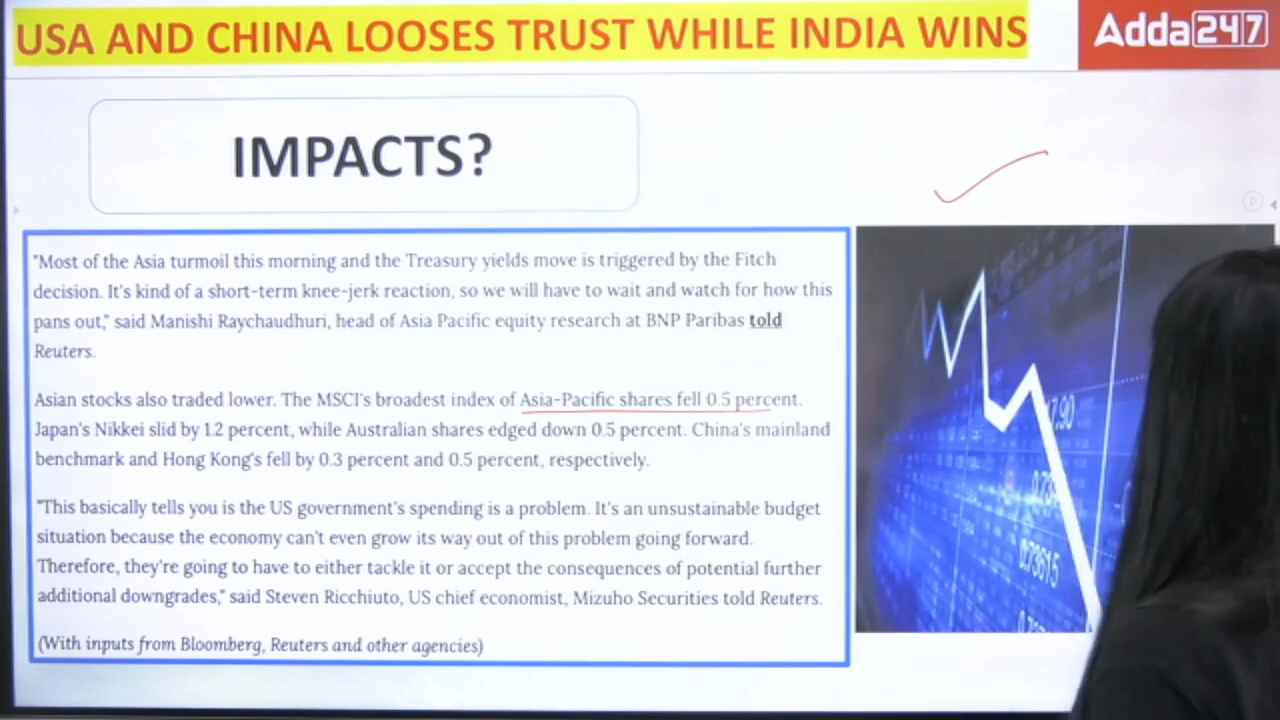 USA AND CHINA LOOSES TRUST WHILE INDIA WINS
Adda247
IMPACTS?
"Most of the Asia turmoil this morning and the Treasury yields move is triggered by the Fitch
decision. It's kind of a short-term knee-jerk reaction, so we will have to wait and watch for how this
pans out," said Manishi Raychaudhuri, head of Asia Pacific equity research at BNP Paribas told
Reuters.
Asian stocks also traded lower. The MSCI's broadest index of Asia-Pacific shares fell 0.5 percent.
Japan's Nikkei slid by 1.2 percent, while Australian shares edged down 0.5 percent. China's mainland
benchmark and Hong Kong's fell by 0.3 percent and 0.5 percent, respectively.
"This basically tells you is the US government's spending is a problem. It's an unsustainable budget
situation because the economy can't even grow its way out of this problem going forward.
Therefore, they're going to have to either tackle it or accept the consequences of potential further
additional downgrades," said Steven Ricchiuto, US chief economist, Mizuho Securities told Reuters.
(With inputs from Bloomberg, Reuters and other agencies)
0.73615